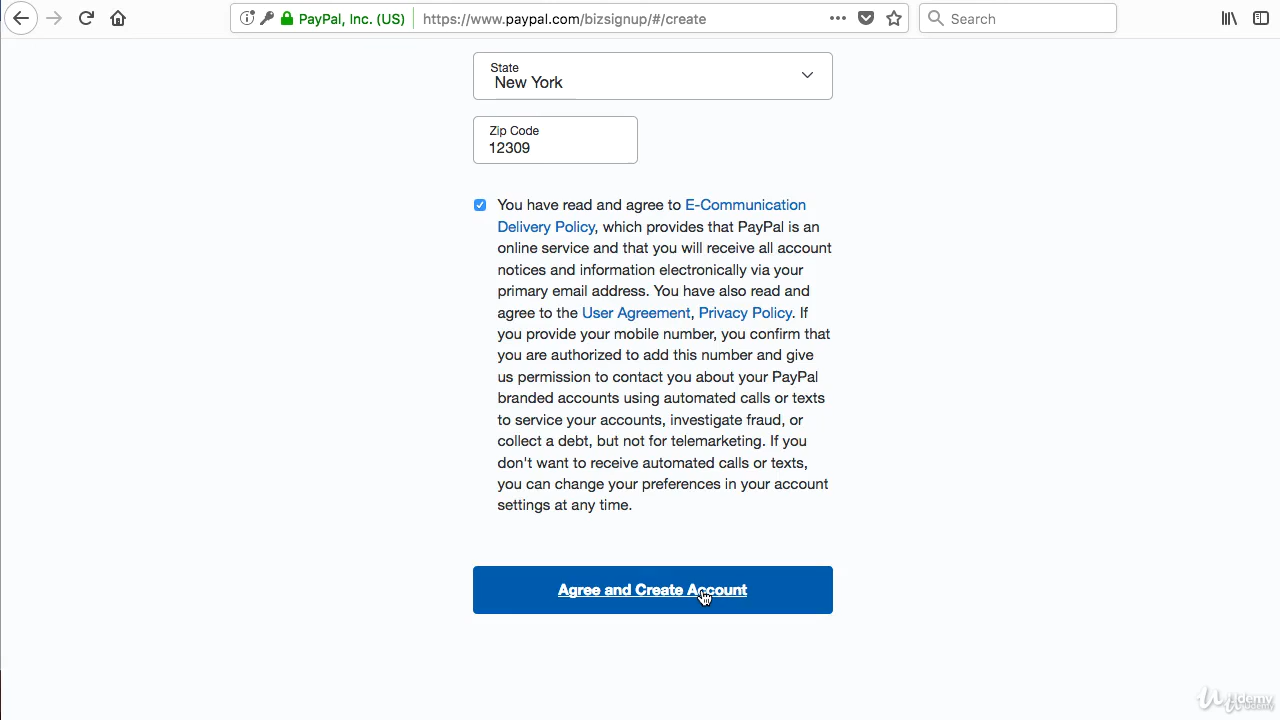 PayPal, Inc. (US) https://www.paypal.com/bizsignup/#/create Search
State
New York
Zip Code
12309
You have read and agree to E-Communication
Delivery Policy, which provides that PayPal is an
online service and that you will receive all account
notices and information electronically via your
primary email address. You have also read and
agree to the User Agreement, Privacy Policy. If
you provide your mobile number, you confirm that
you are authorized to add this number and give
us permission to contact you about your PayPal
branded accounts using automated calls or texts
to service your accounts, investigate fraud, or
collect a debt, but not for telemarketing. If you
don't want to receive automated calls or texts,
you can change your preferences in your account
settings at any time.
Agree and Create Account
Udemy
Udemy